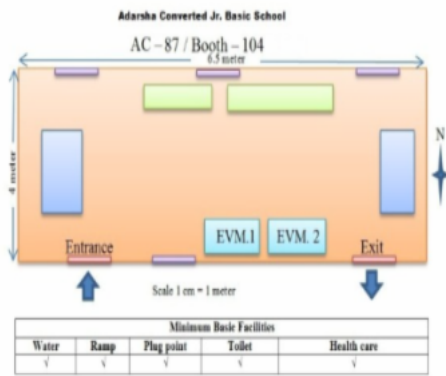 Adarsha Converted Jr. Basic School
AC – 87 / Booth – 104
6.5 meter
4 meter
N
EVM.1 EVM. 2
Entrance Exit
Scale 1 cm = 1 meter
Minimum Basic Facilities
Water Ramp Plug point Toilet Health care
√ √ √ √ √